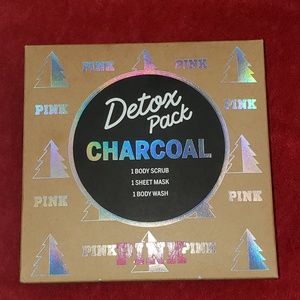 PINK PINK
PINK
Detox
Pack
PINK
CHARCOAL
1 BODY SCRUB
1 SHEET MASK
1 BODY WASH
PINK
PINK
PINK PINK PINK